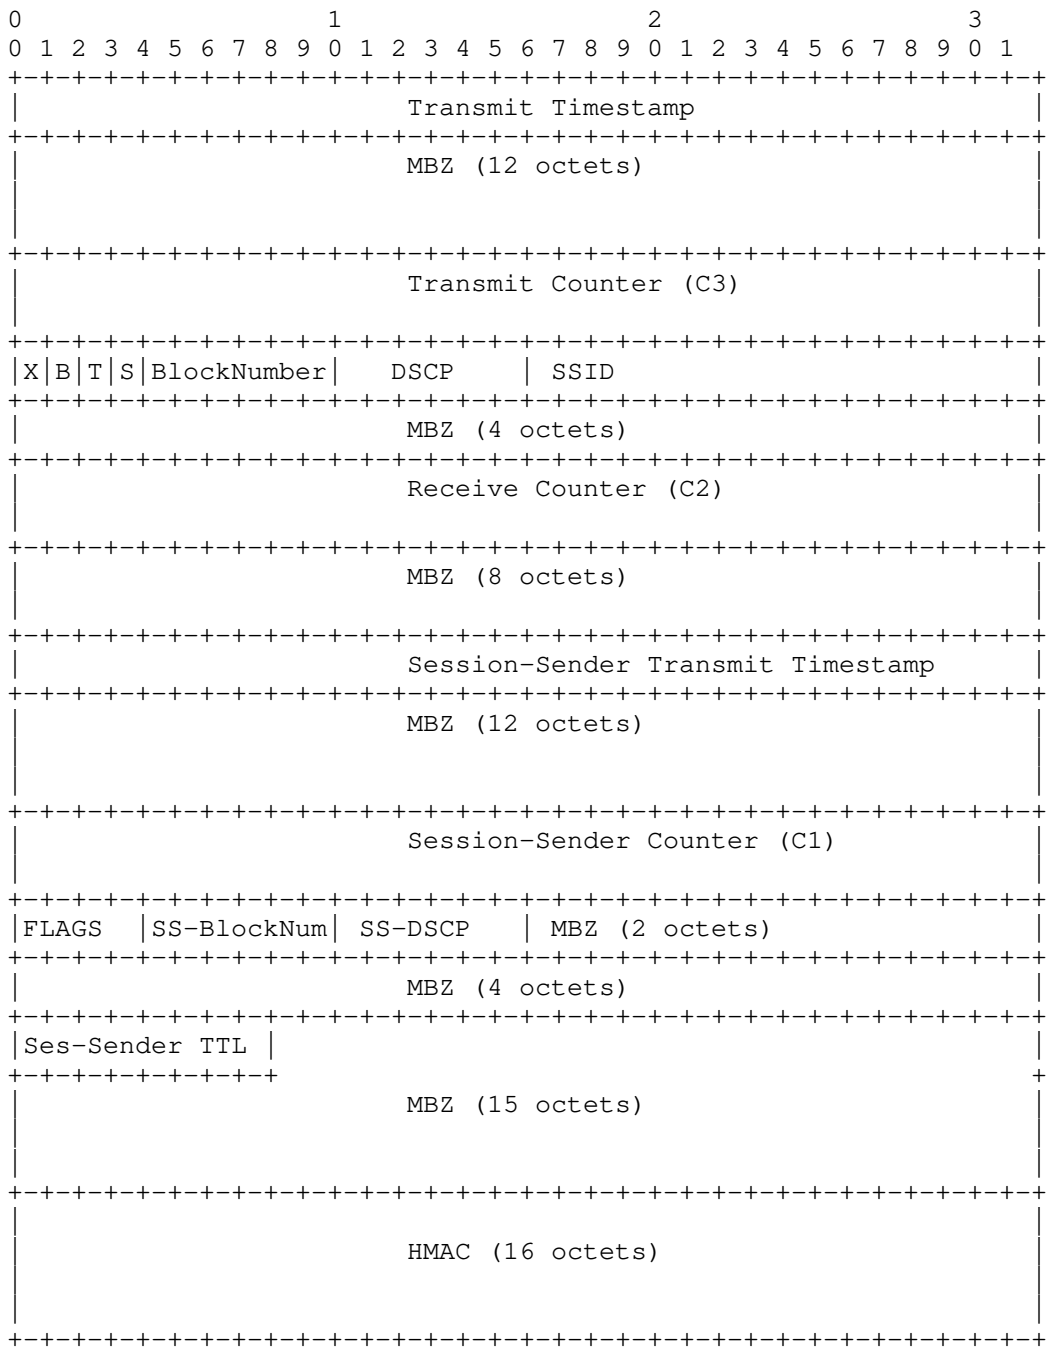 0                   1                   2                   3
0 1 2 3 4 5 6 7 8 9 0 1 2 3 4 5 6 7 8 9 0 1 2 3 4 5 6 7 8 9 0 1
+-+-+-+-+-+-+-+-+-+-+-+-+-+-+-+-+-+-+-+-+-+-+-+-+-+-+-+-+-+-+-+-+
|                        Transmit Timestamp                     |
+-+-+-+-+-+-+-+-+-+-+-+-+-+-+-+-+-+-+-+-+-+-+-+-+-+-+-+-+-+-+-+-+
|                        MBZ (12 octets)                        |
|                                                               |
|                                                               |
+-+-+-+-+-+-+-+-+-+-+-+-+-+-+-+-+-+-+-+-+-+-+-+-+-+-+-+-+-+-+-+-+
|                        Transmit Counter (C3)                  |
|                                                               |
+-+-+-+-+-+-+-+-+-+-+-+-+-+-+-+-+-+-+-+-+-+-+-+-+-+-+-+-+-+-+-+-+
|X|B|T|S|BlockNumber|   DSCP    | SSID                          |
+-+-+-+-+-+-+-+-+-+-+-+-+-+-+-+-+-+-+-+-+-+-+-+-+-+-+-+-+-+-+-+-+
|                        MBZ (4 octets)                         |
+-+-+-+-+-+-+-+-+-+-+-+-+-+-+-+-+-+-+-+-+-+-+-+-+-+-+-+-+-+-+-+-+
|                        Receive Counter (C2)                   |
|                                                               |
+-+-+-+-+-+-+-+-+-+-+-+-+-+-+-+-+-+-+-+-+-+-+-+-+-+-+-+-+-+-+-+-+
|                        MBZ (8 octets)                         |
|                                                               |
+-+-+-+-+-+-+-+-+-+-+-+-+-+-+-+-+-+-+-+-+-+-+-+-+-+-+-+-+-+-+-+-+
|                        Session-Sender Transmit Timestamp      |
+-+-+-+-+-+-+-+-+-+-+-+-+-+-+-+-+-+-+-+-+-+-+-+-+-+-+-+-+-+-+-+-+
|                        MBZ (12 octets)                        |
|                                                               |
|                                                               |
+-+-+-+-+-+-+-+-+-+-+-+-+-+-+-+-+-+-+-+-+-+-+-+-+-+-+-+-+-+-+-+-+
|                        Session-Sender Counter (C1)            |
|                                                               |
+-+-+-+-+-+-+-+-+-+-+-+-+-+-+-+-+-+-+-+-+-+-+-+-+-+-+-+-+-+-+-+-+
|FLAGS  |SS-BlockNum| SS-DSCP   | MBZ (2 octets)                |
+-+-+-+-+-+-+-+-+-+-+-+-+-+-+-+-+-+-+-+-+-+-+-+-+-+-+-+-+-+-+-+-+
|                        MBZ (4 octets)                         |
+-+-+-+-+-+-+-+-+-+-+-+-+-+-+-+-+-+-+-+-+-+-+-+-+-+-+-+-+-+-+-+-+
|Ses-Sender TTL |                                               |
+-+-+-+-+-+-+-+-+                                               +
|                        MBZ (15 octets)                        |
|                                                               |
|                                                               |
+-+-+-+-+-+-+-+-+-+-+-+-+-+-+-+-+-+-+-+-+-+-+-+-+-+-+-+-+-+-+-+-+
|                                                               |
|                        HMAC (16 octets)                       |
|                                                               |
|                                                               |
+-+-+-+-+-+-+-+-+-+-+-+-+-+-+-+-+-+-+-+-+-+-+-+-+-+-+-+-+-+-+-+-+